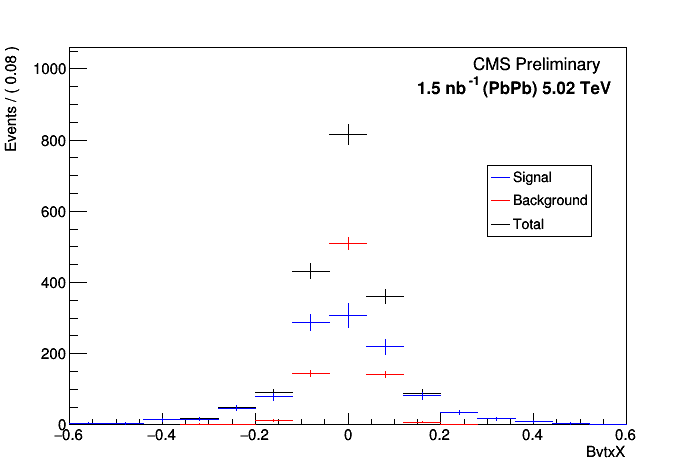 CMS Preliminary
1.5 nb⁻¹ (PbPb) 5.02 TeV
Events / ( 0.08 )
1000
800
600
400
200
0
Signal
Background
Total
−0.6 −0.4 −0.2 0 0.2 0.4 0.6
BvtxX